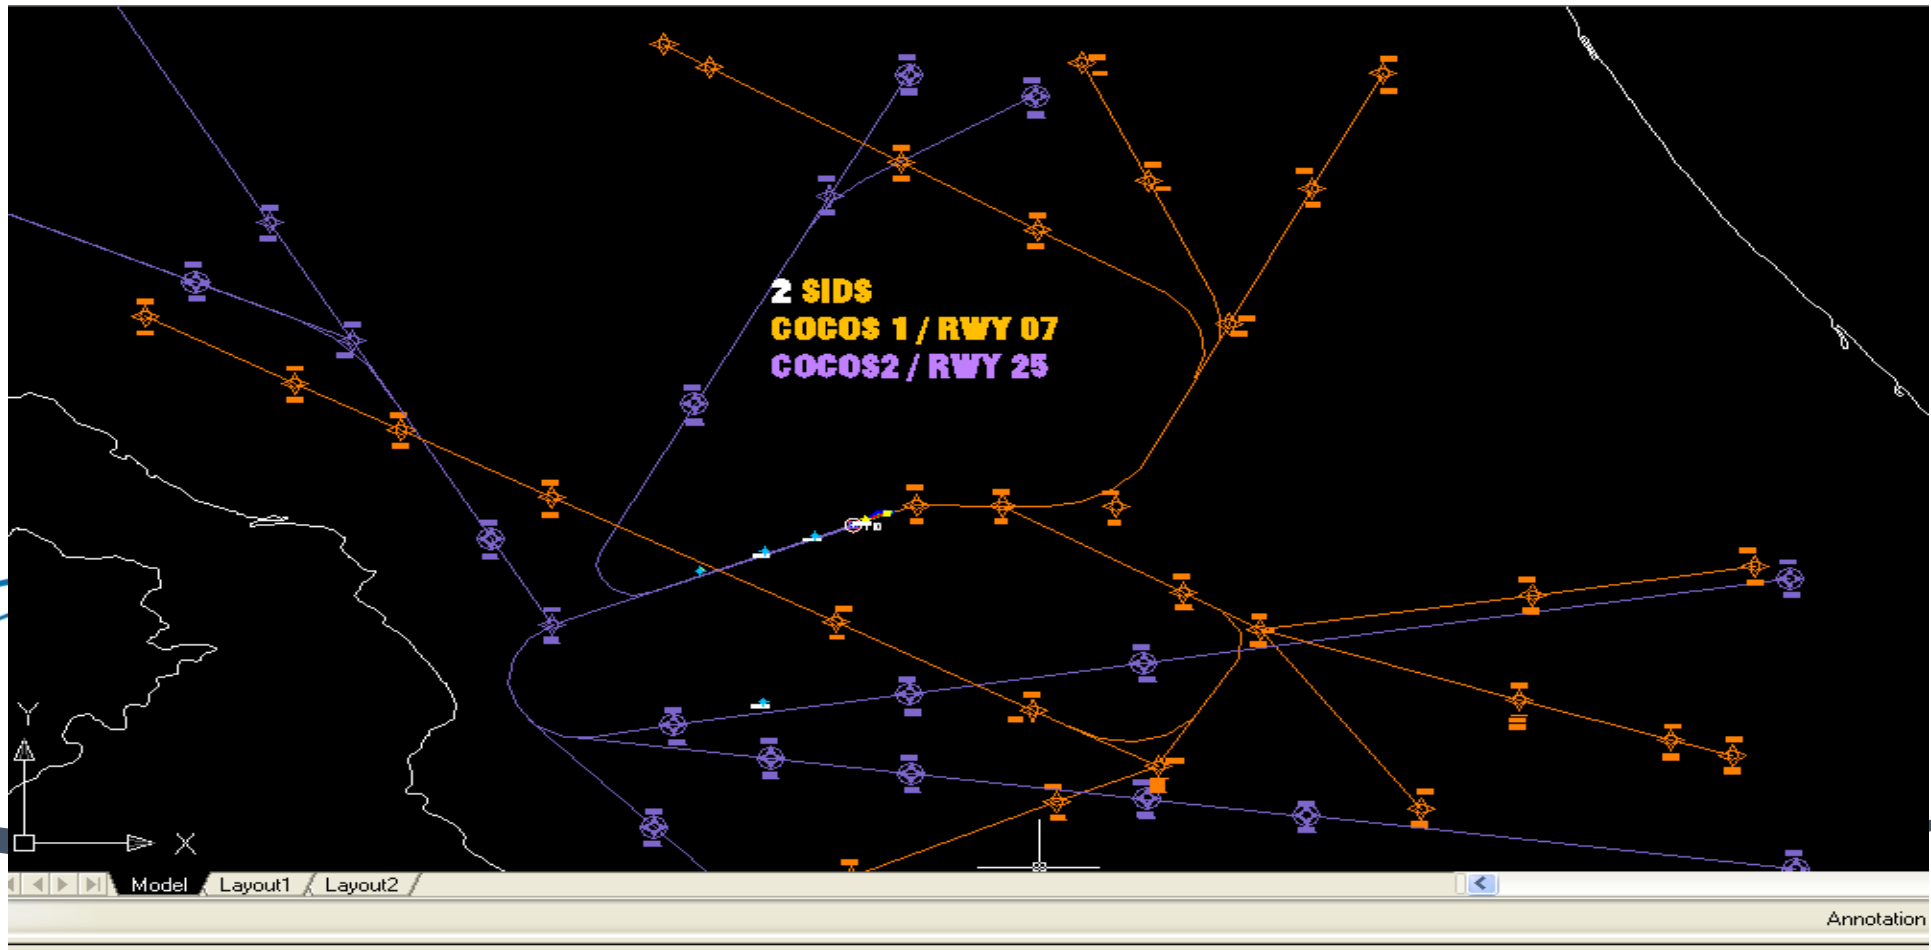 2 SIDS
COCOS 1 / RWY 07
COCOS2 / RWY 25
Y
X
Model
Layout1
Layout2
Annotation